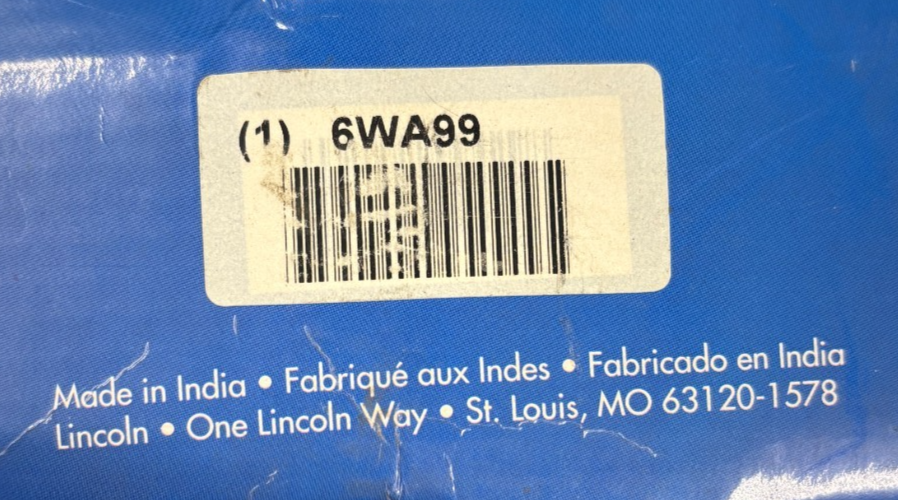 (1) 6WA99
Made in India • Fabriqué aux Indes • Fabricado en India
Lincoln • One Lincoln Way • St. Louis, MO 63120-1578